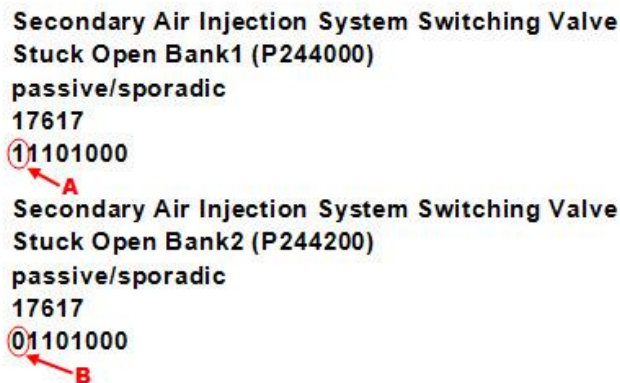 Secondary Air Injection System Switching Valve
Stuck Open Bank1 (P244000)
passive/sporadic
17617
11101000
A
Secondary Air Injection System Switching Valve
Stuck Open Bank2 (P244200)
passive/sporadic
17617
01101000
B